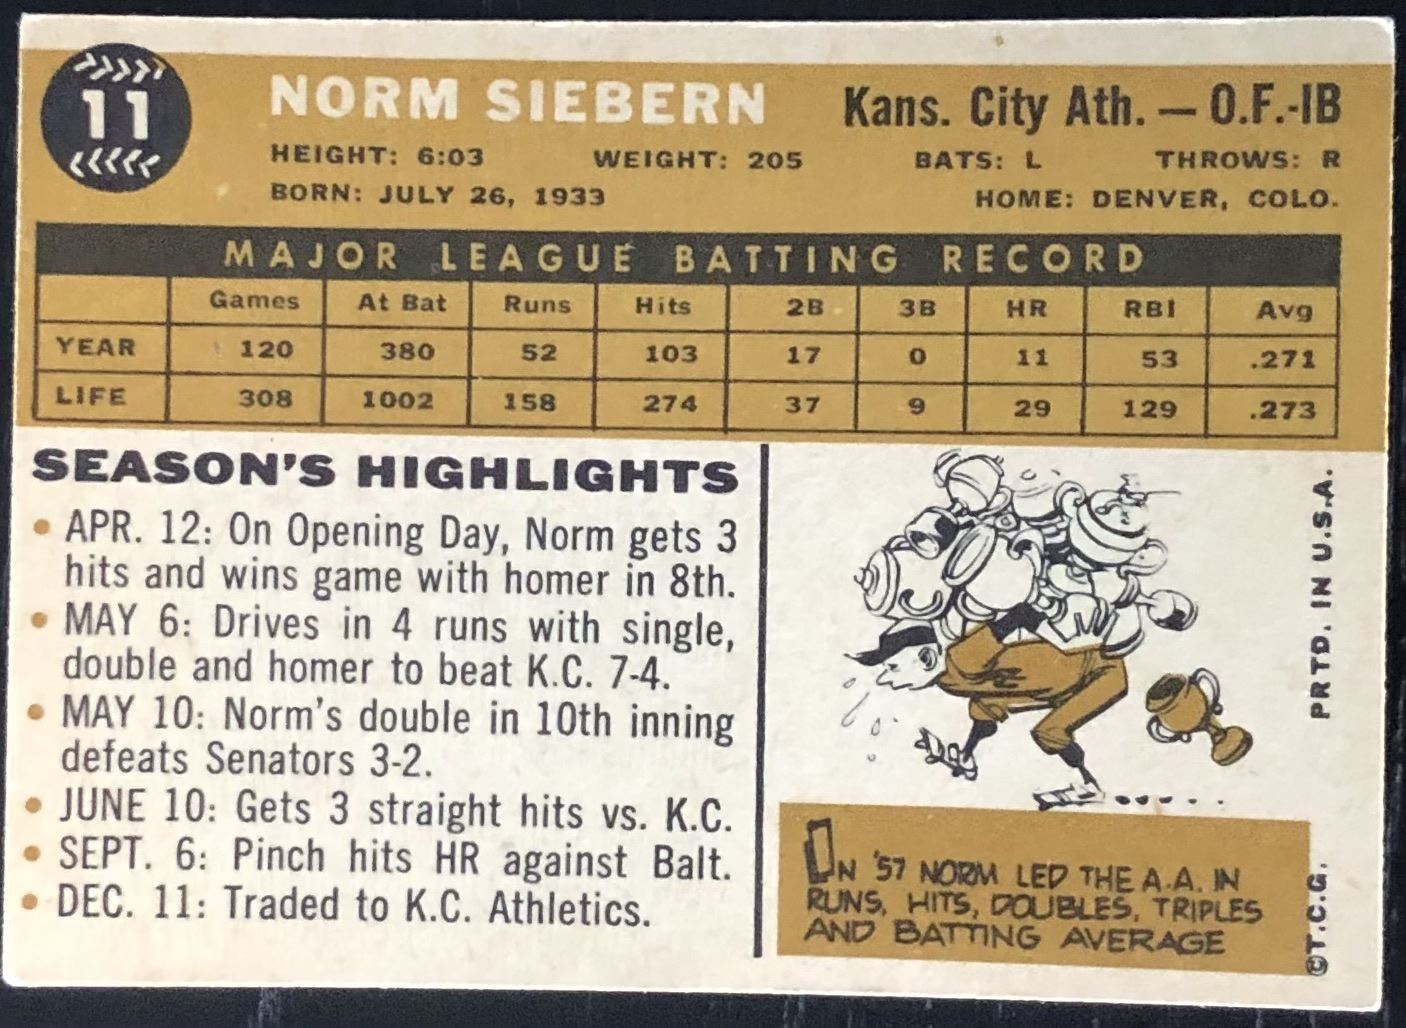 11
NORM SIEBERN
Kans. City Ath. — O.F.-1B
HEIGHT: 6:03 WEIGHT: 205 BATS: L THROWS: R
BORN: JULY 26, 1933 HOME: DENVER, COLO.
MAJOR LEAGUE BATTING RECORD
Games At Bat Runs Hits 2B 3B HR RBI Avg
YEAR 120 380 52 103 17 0 11 53 .271
LIFE 308 1002 158 274 37 9 29 129 .273
SEASON'S HIGHLIGHTS
• APR. 12: On Opening Day, Norm gets 3
hits and wins game with homer in 8th.
• MAY 6: Drives in 4 runs with single,
double and homer to beat K.C. 7-4.
• MAY 10: Norm's double in 10th inning
defeats Senators 3-2.
• JUNE 10: Gets 3 straight hits vs. K.C.
• SEPT. 6: Pinch hits HR against Balt.
• DEC. 11: Traded to K.C. Athletics.
IN '57 NORM LED THE A.A. IN
RUNS, HITS, DOUBLES, TRIPLES
AND BATTING AVERAGE
©T.C.G. PRTD. IN U.S.A.